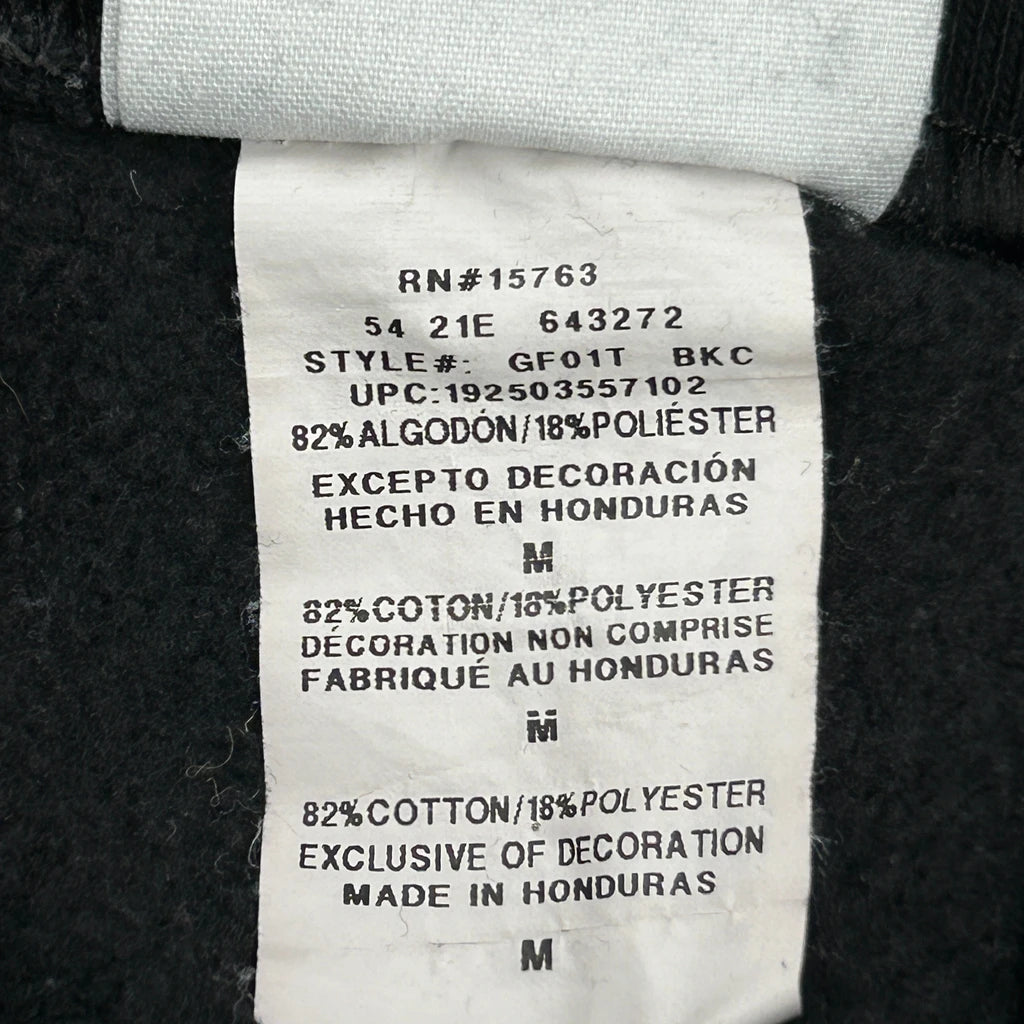 RN#15763
54 21E 643272
STYLE#: GF01T BKC
UPC:192503557102
82%ALGODÓN/18%POLIÉSTER
EXCEPTO DECORACIÓN
HECHO EN HONDURAS
M
82%COTON/18%POLYESTER
DÉCORATION NON COMPRISE
FABRIQUÉ AU HONDURAS
M
82%COTTON/18%POLYESTER
EXCLUSIVE OF DECORATION
MADE IN HONDURAS
M